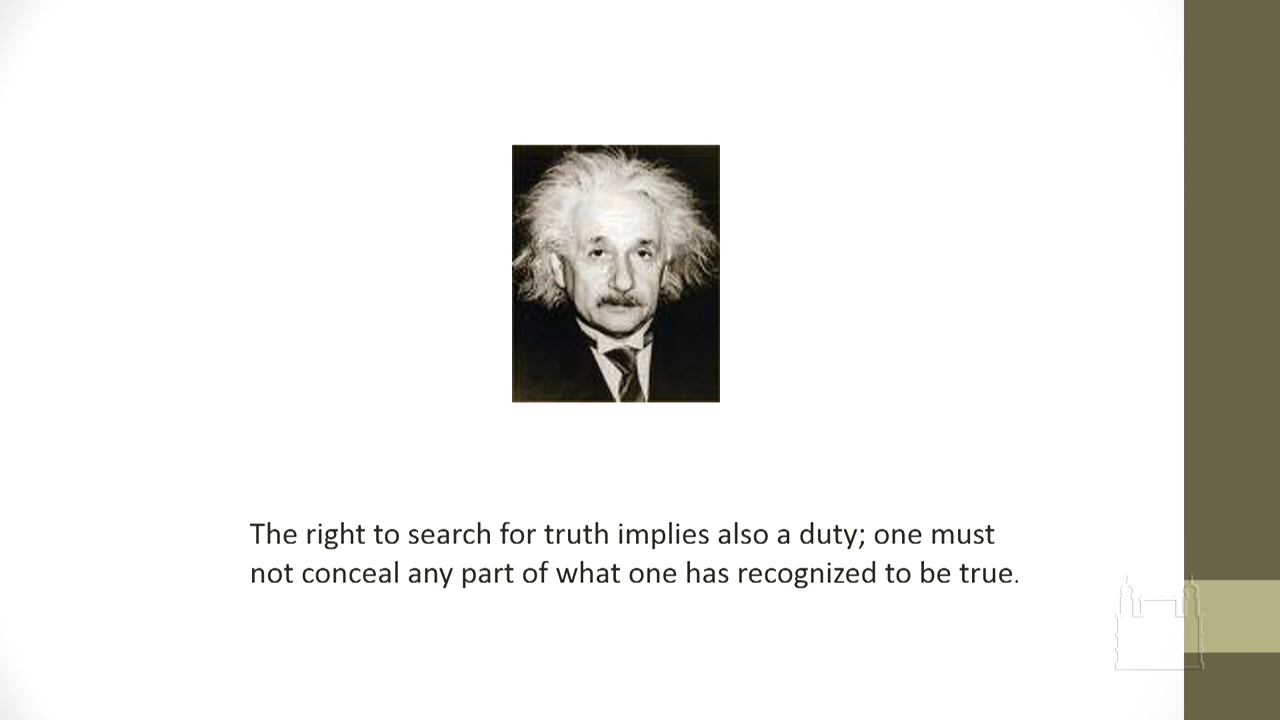 The right to search for truth implies also a duty; one must
not conceal any part of what one has recognized to be true.